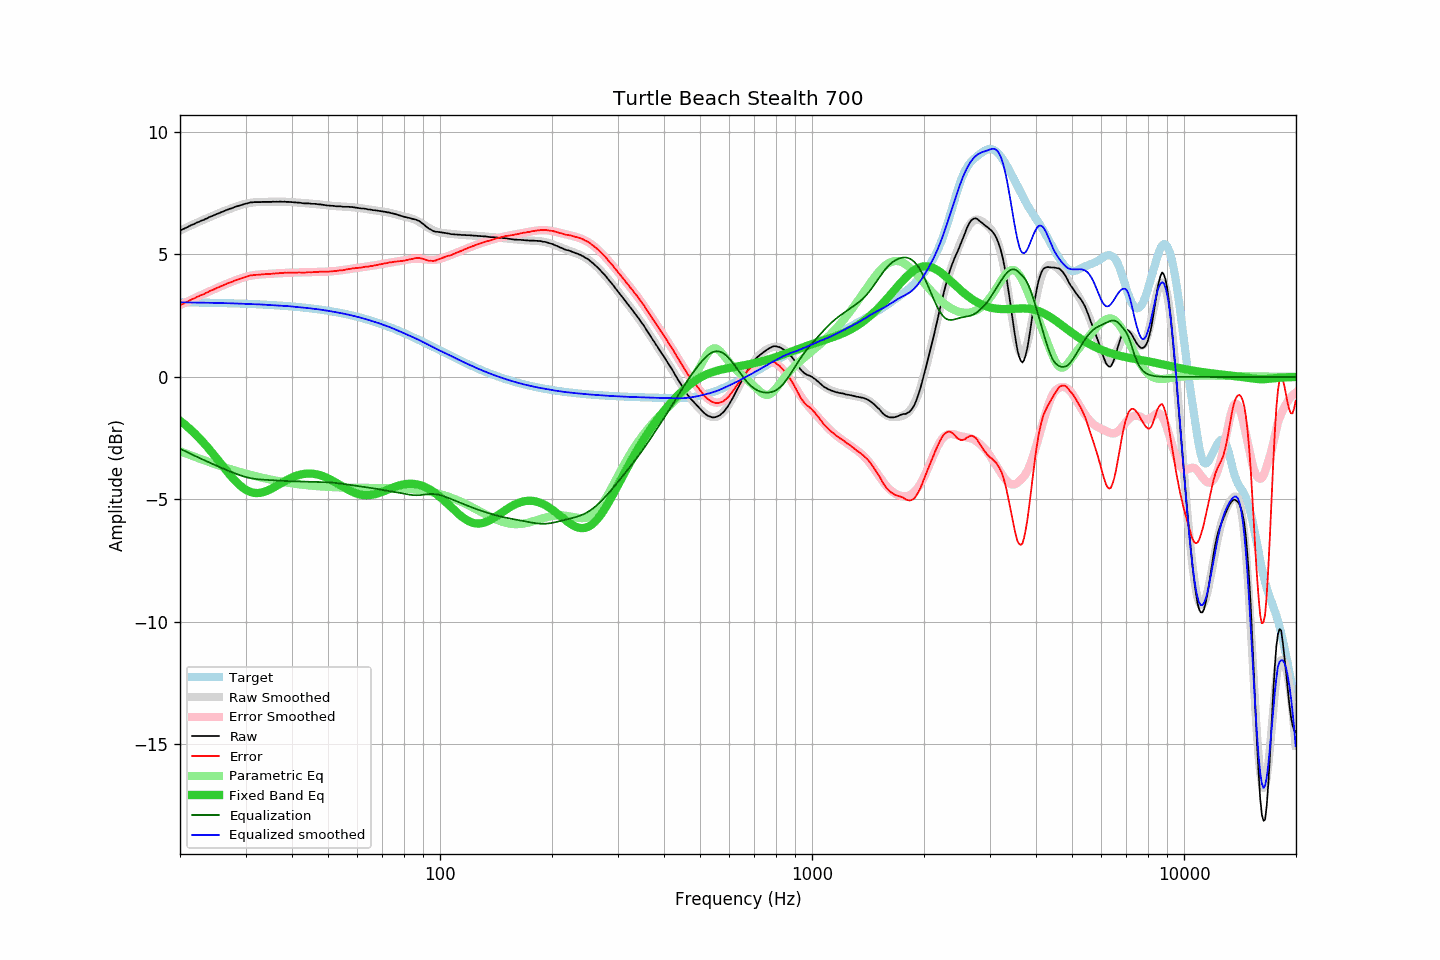 Turtle Beach Stealth 700
10
5
0
−5
−10
−15
Amplitude (dBr)
Target
Raw Smoothed
Error Smoothed
Raw
Error
Parametric Eq
Fixed Band Eq
Equalization
Equalized smoothed
100
1000
10000
Frequency (Hz)